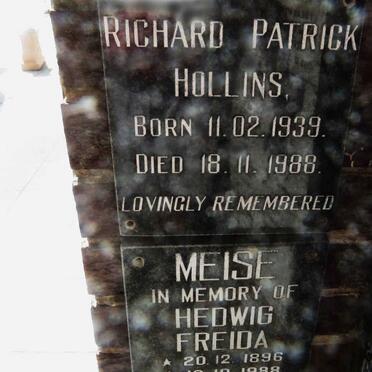 RICHARD PATRICK
HOLLINS,
BORN 11.02.1939.
DIED 18.11.1988.
LOVINGLY REMEMBERED
MEISE
IN MEMORY OF
HEDWIG
FREIDA
20.12.1896